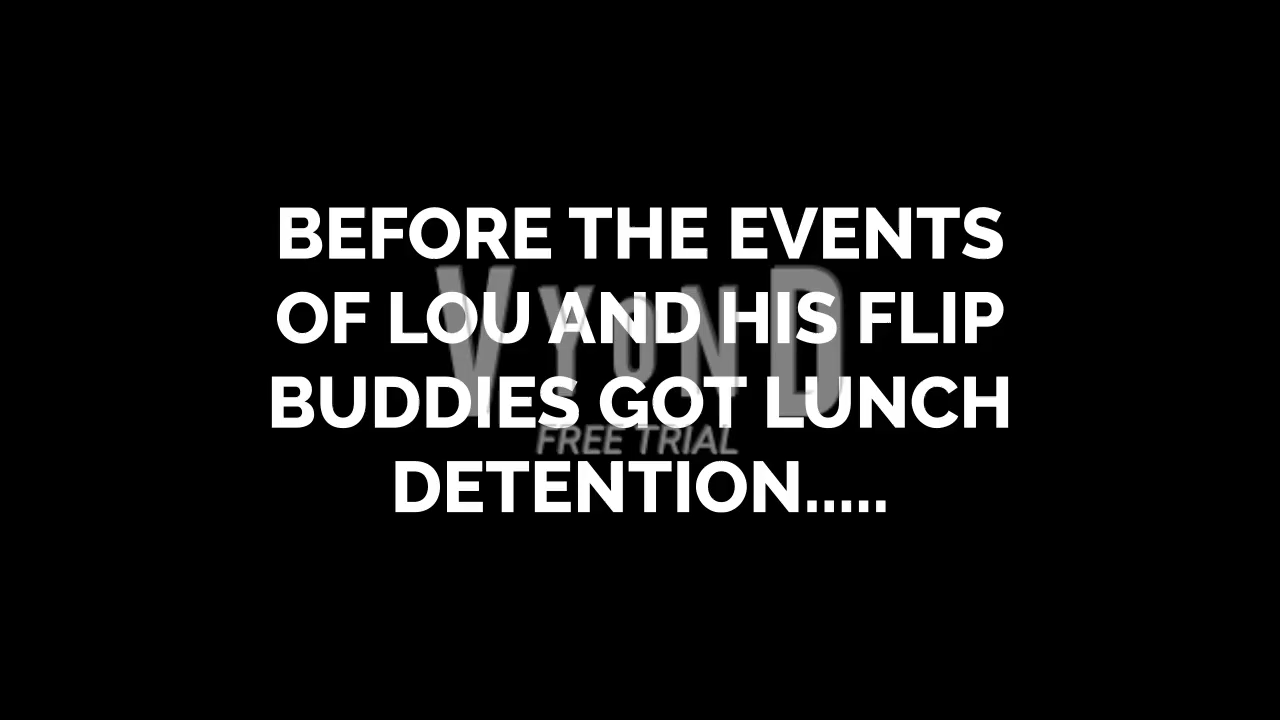 BEFORE THE EVENTS
OF LOU AND HIS FLIP
BUDDIES GOT LUNCH
DETENTION.....
VYOND
FREE TRIAL